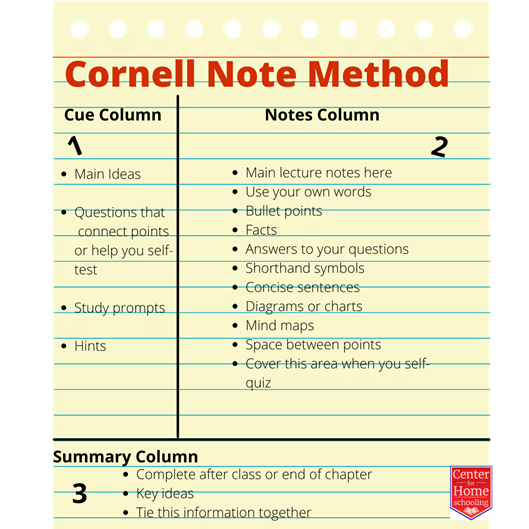 Cornell Note Method
Cue Column
1
• Main Ideas
• Questions that
connect points
or help you self-
test
• Study prompts
• Hints
Notes Column
2
• Main lecture notes here
• Use your own words
• Bullet points
• Facts
• Answers to your questions
• Shorthand symbols
• Concise sentences
• Diagrams or charts
• Mind maps
• Space between points
• Cover this area when you self-
quiz
Summary Column
3
• Complete after class or end of chapter
• Key ideas
• Tie this information together
Center
for
Home
schooling